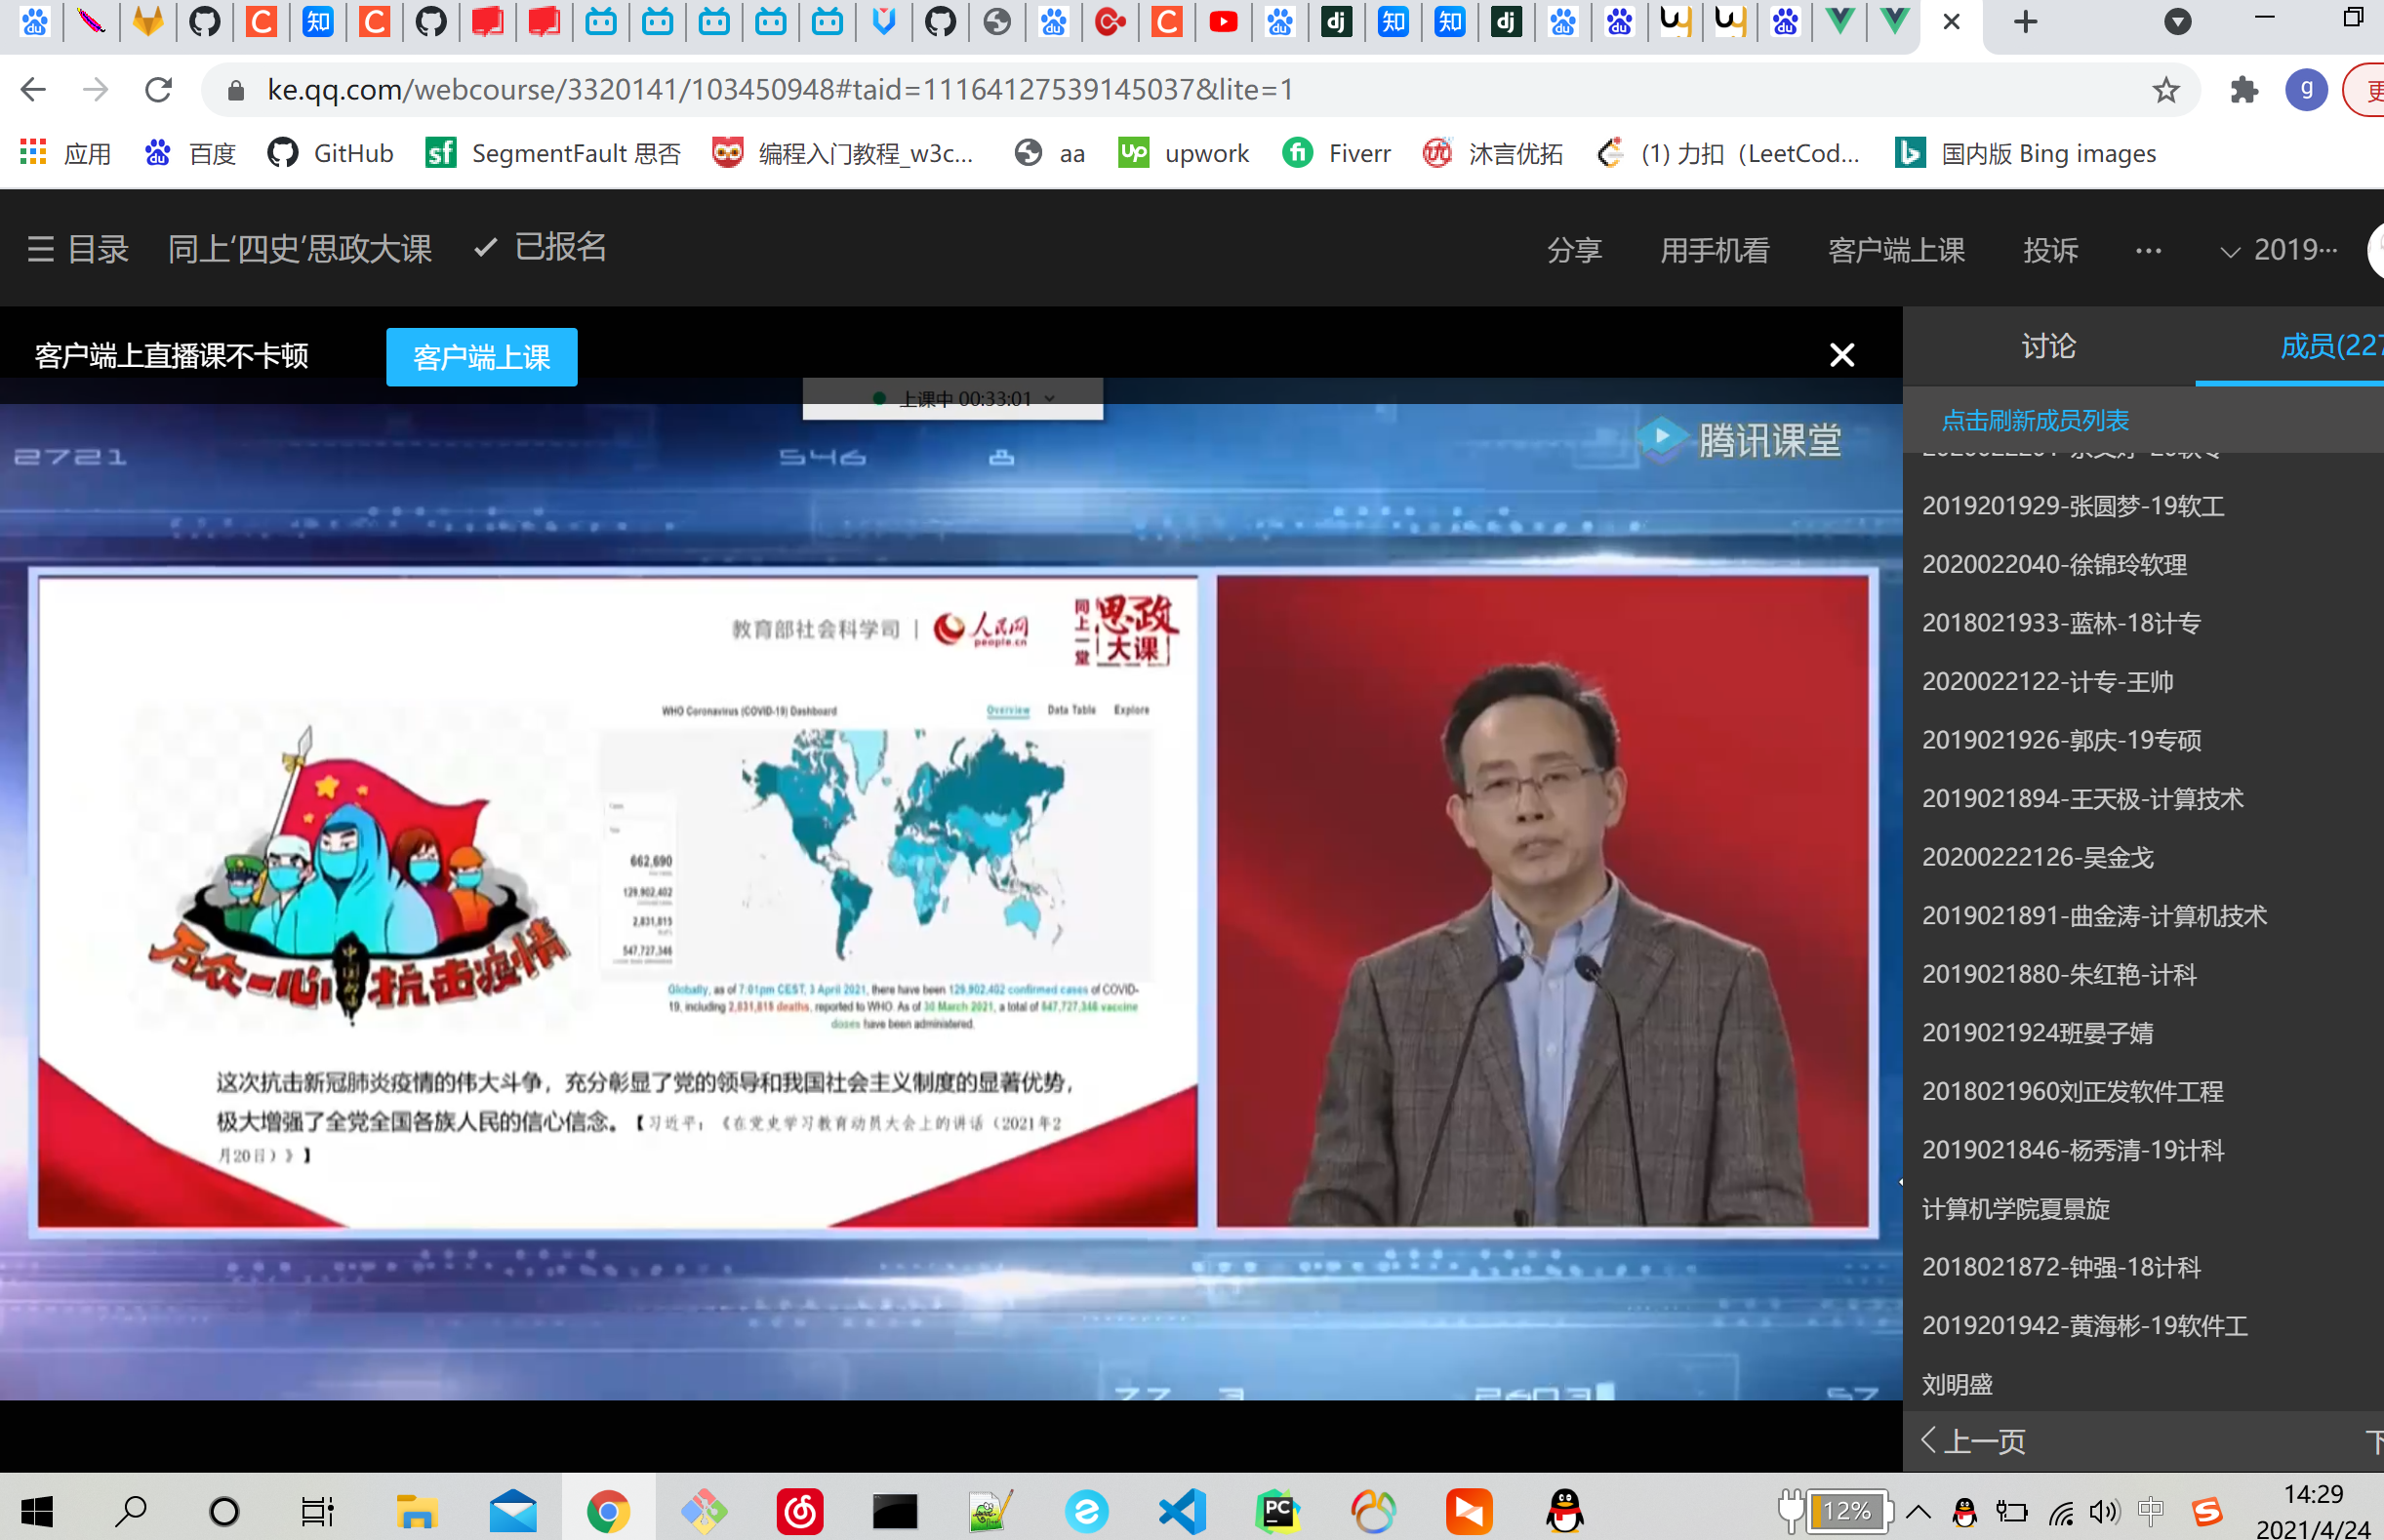 ke.qq.com/webcourse/3320141/103450948#taid=11164127539145037&lite=1
g
更
应用 百度 GitHub SegmentFault 思否 编程入门教程_w3c... aa upwork Fiverr 沐言优拓 (1) 力扣（LeetCod... 国内版 Bing images
目录 同上‘四史’思政大课 已报名 分享 用手机看 客户端上课 投诉 ··· 2019···
客户端上直播课不卡顿 客户端上课
上课中 00:33:01
腾讯课堂
2721 546
教育部社会科学司 | 人民网
people.cn
同上一堂
思政
大课
WHO Coronavirus (COVID-19) Dashboard Overview Data Table Explore
662,690
129,902,402
2,831,815
547,727,346
万众一心 中国加油 抗击疫情
Globally, as of 7:01pm CEST, 3 April 2021, there have been 129,902,402 confirmed cases of COVID-
19, including 2,831,815 deaths, reported to WHO. As of 30 March 2021, a total of 547,727,346 vaccine
doses have been administered.
这次抗击新冠肺炎疫情的伟大斗争，充分彰显了党的领导和我国社会主义制度的显著优势，
极大增强了全党全国各族人民的信心信念。【习近平：《在党史学习教育动员大会上的讲话（2021年2
月20日）》】
讨论 成员(227
点击刷新成员列表
2019201929-张圆梦-19软工
2020022040-徐锦玲软理
2018021933-蓝林-18计专
2020022122-计专-王帅
2019021926-郭庆-19专硕
2019021894-王天极-计算技术
20200222126-吴金戈
2019021891-曲金涛-计算机技术
2019021880-朱红艳-计科
2019021924班晏子婧
2018021960刘正发软件工程
2019021846-杨秀清-19计科
计算机学院夏景旋
2018021872-钟强-18计科
2019201942-黄海彬-19软件工
刘明盛
上一页 下
12% 中
14:29
2021/4/24